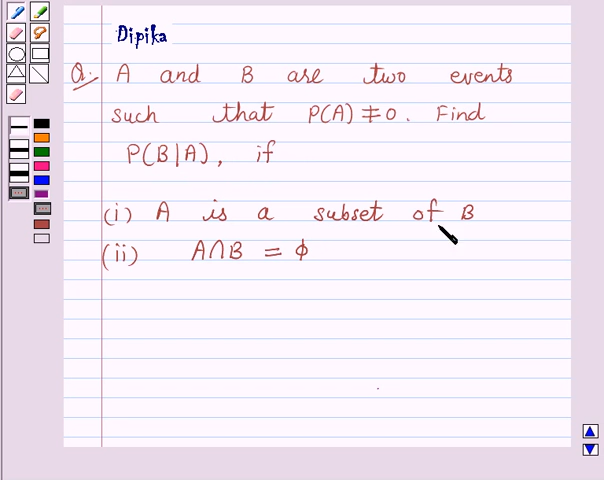 Dipika
Q. A and B are two events
such that P(A) ≠ 0. Find
P(B|A), if
(i) A is a subset of B
(ii) A∩B = ϕ